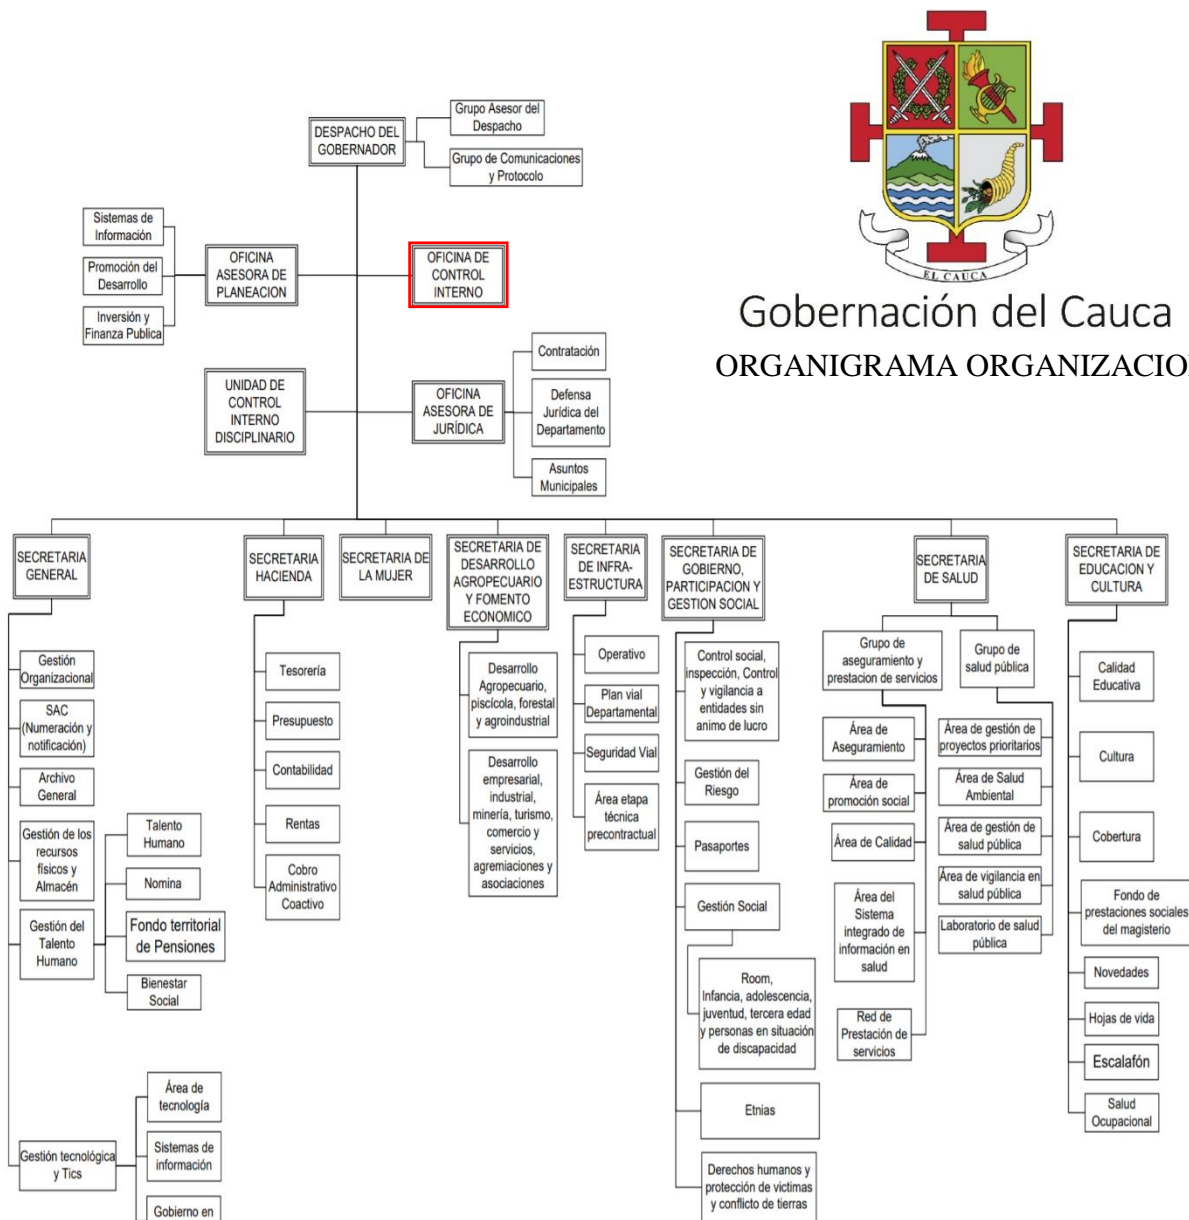 Grupo Asesor del
Despacho
DESPACHO DEL
GOBERNADOR
Grupo de Comunicaciones
y Protocolo
Sistemas de
Información
Promoción del
Desarrollo
Inversión y
Finanza Publica
OFICINA
ASESORA DE
PLANEACION
OFICINA DE
CONTROL
INTERNO
EL CAUCA
Gobernación del Cauca
ORGANIGRAMA ORGANIZACIO
UNIDAD DE
CONTROL
INTERNO
DISCIPLINARIO
OFICINA
ASESORA DE
JURÍDICA
Contratación
Defensa
Jurídica del
Departamento
Asuntos
Municipales
SECRETARIA
GENERAL
Gestión
Organizacional
SAC
(Numeración y
notificación)
Archivo
General
Gestión de los
recursos
físicos y
Almacén
Gestión del
Talento
Humano
Talento
Humano
Nomina
Fondo territorial
de Pensiones
Bienestar
Social
Gestión tecnológica
y Tics
Área de
tecnología
Sistemas de
información
Gobierno en
SECRETARIA
HACIENDA
Tesorería
Presupuesto
Contabilidad
Rentas
Cobro
Administrativo
Coactivo
SECRETARIA DE
LA MUJER
SECRETARIA DE
DESARROLLO
AGROPECUARIO
Y FOMENTO
ECONOMICO
Desarrollo
Agropecuario,
piscícola, forestal
y agroindustrial
Desarrollo
empresarial,
industrial,
minería, turismo,
comercio y
servicios,
agremiaciones y
asociaciones
SECRETARIA
DE INFRA-
ESTRUCTURA
Operativo
Plan vial
Departamental
Seguridad Vial
Área etapa
técnica
precontractual
SECRETARIA DE
GOBIERNO,
PARTICIPACION Y
GESTION SOCIAL
Control social,
inspección, Control
y vigilancia a
entidades sin
animo de lucro
Gestión del
Riesgo
Pasaportes
Gestión Social
Room,
Infancia, adolescencia,
juventud, tercera edad
y personas en situación
de discapacidad
Etnias
Derechos humanos y
protección de victimas
y conflicto de tierras
SECRETARIA
DE SALUD
Grupo de
aseguramiento y
prestacion de servicios
Área de
Aseguramiento
Área de
promoción social
Área de Calidad
Área del
Sistema
integrado de
información en
salud
Red de
Prestación de
servicios
Grupo de
salud pública
Área de gestión de
proyectos prioritarios
Área de Salud
Ambiental
Área de gestión de
salud pública
Área de vigilancia en
salud pública
Laboratorio de salud
pública
SECRETARIA DE
EDUCACION Y
CULTURA
Calidad
Educativa
Cultura
Cobertura
Fondo de
prestaciones sociales
del magisterio
Novedades
Hojas de vida
Escalafón
Salud
Ocupacional